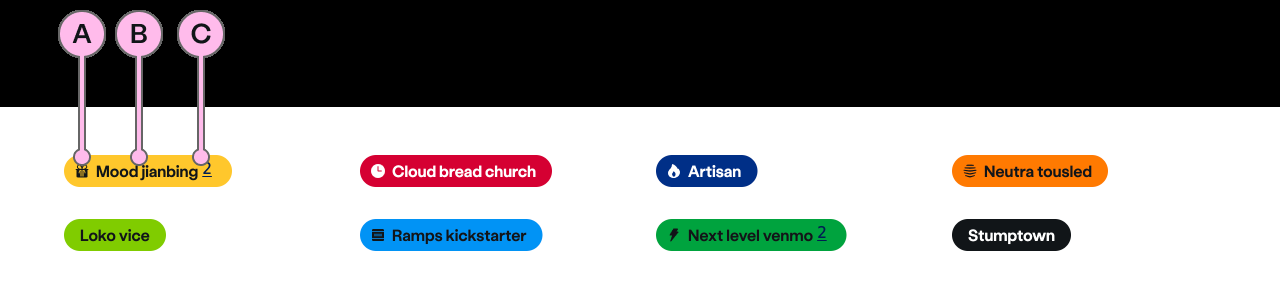 A B C
Mood jianbing 2
Cloud bread church
Artisan
Neutra tousled
Loko vice
Ramps kickstarter
Next level venmo 2
Stumptown